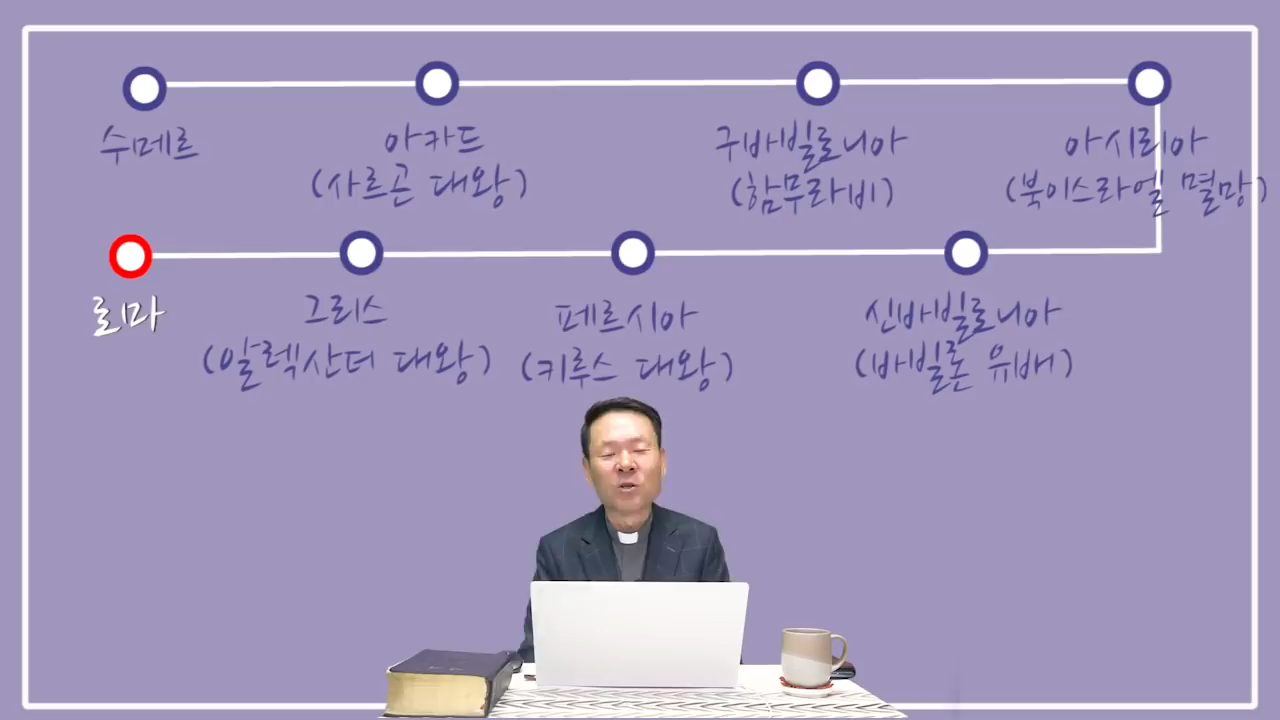 수메르
아카드
(사르곤 대왕)
구바빌로니아
(함무라비)
아시리아
(북이스라엘 멸망)
로마
그리스
(알렉산더 대왕)
페르시아
(키루스 대왕)
신바빌로니아
(바빌론 유배)